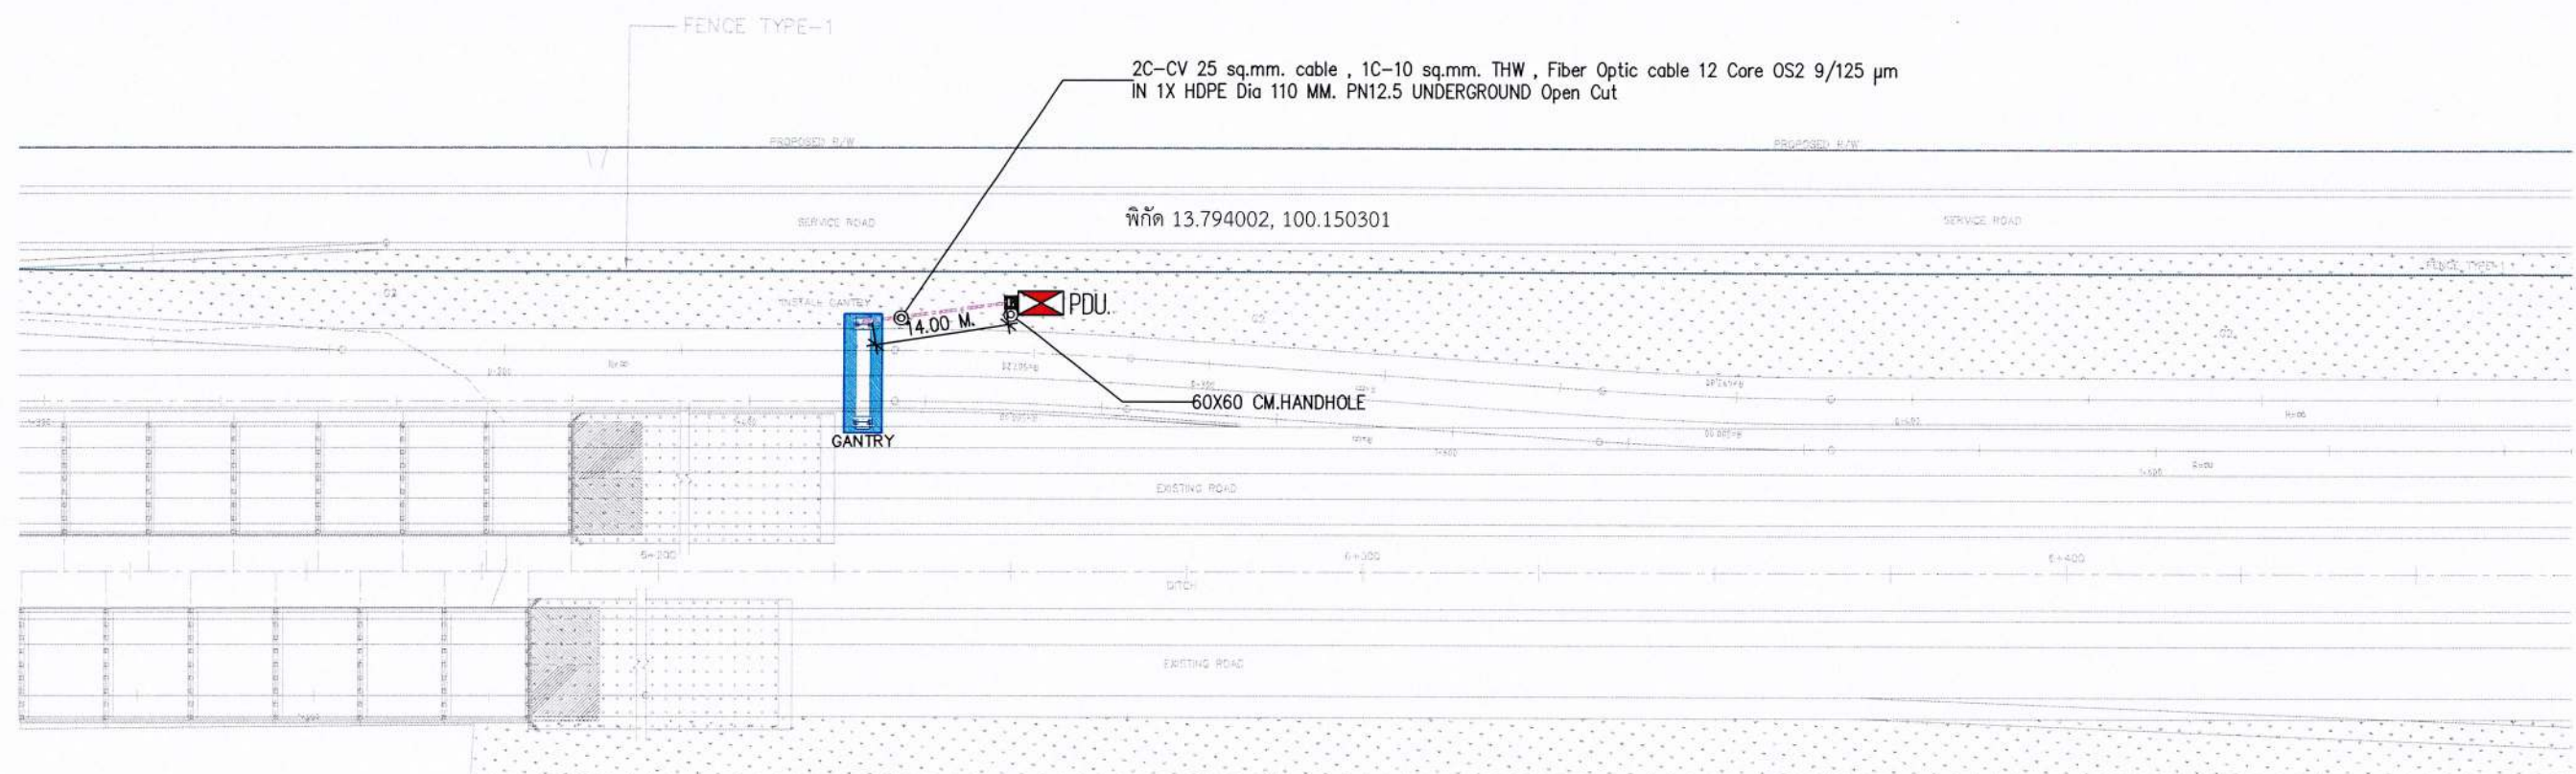 FENCE TYPE-1
2C-CV 25 sq.mm. cable , 1C-10 sq.mm. THW , Fiber Optic cable 12 Core OS2 9/125 µm
IN 1X HDPE Dia 110 MM. PN12.5 UNDERGROUND Open Cut
PROPOSED R/W
PROPOSED R/W
SERVICE ROAD
พิกัด 13.794002, 100.150301
SERVICE ROAD
FENCE TYPE-1
INSTALL GANTRY
PDU.
14.00 M.
60X60 CM.HANDHOLE
GANTRY
EXISTING ROAD
6+300
6+400
DITCH
EXISTING ROAD